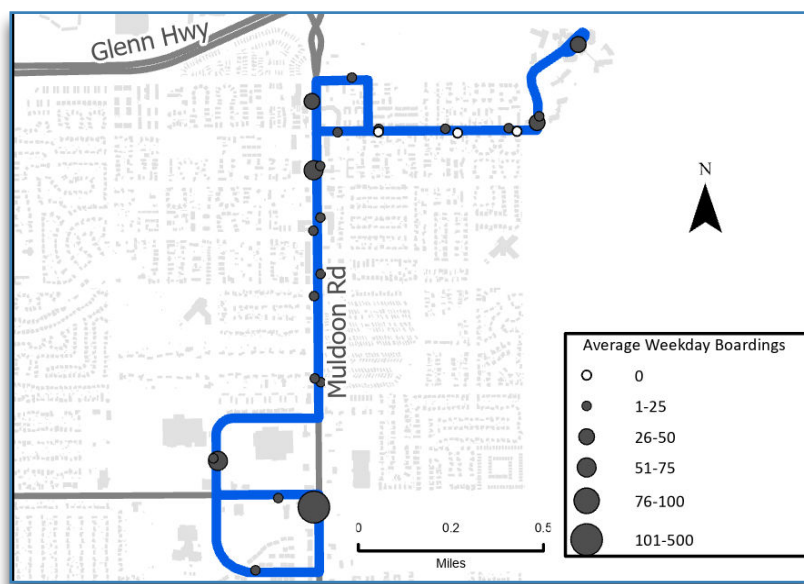 Glenn Hwy
N
Muldoon Rd
Average Weekday Boardings
0
1-25
26-50
51-75
76-100
101-500
0 0.2 0.5
Miles